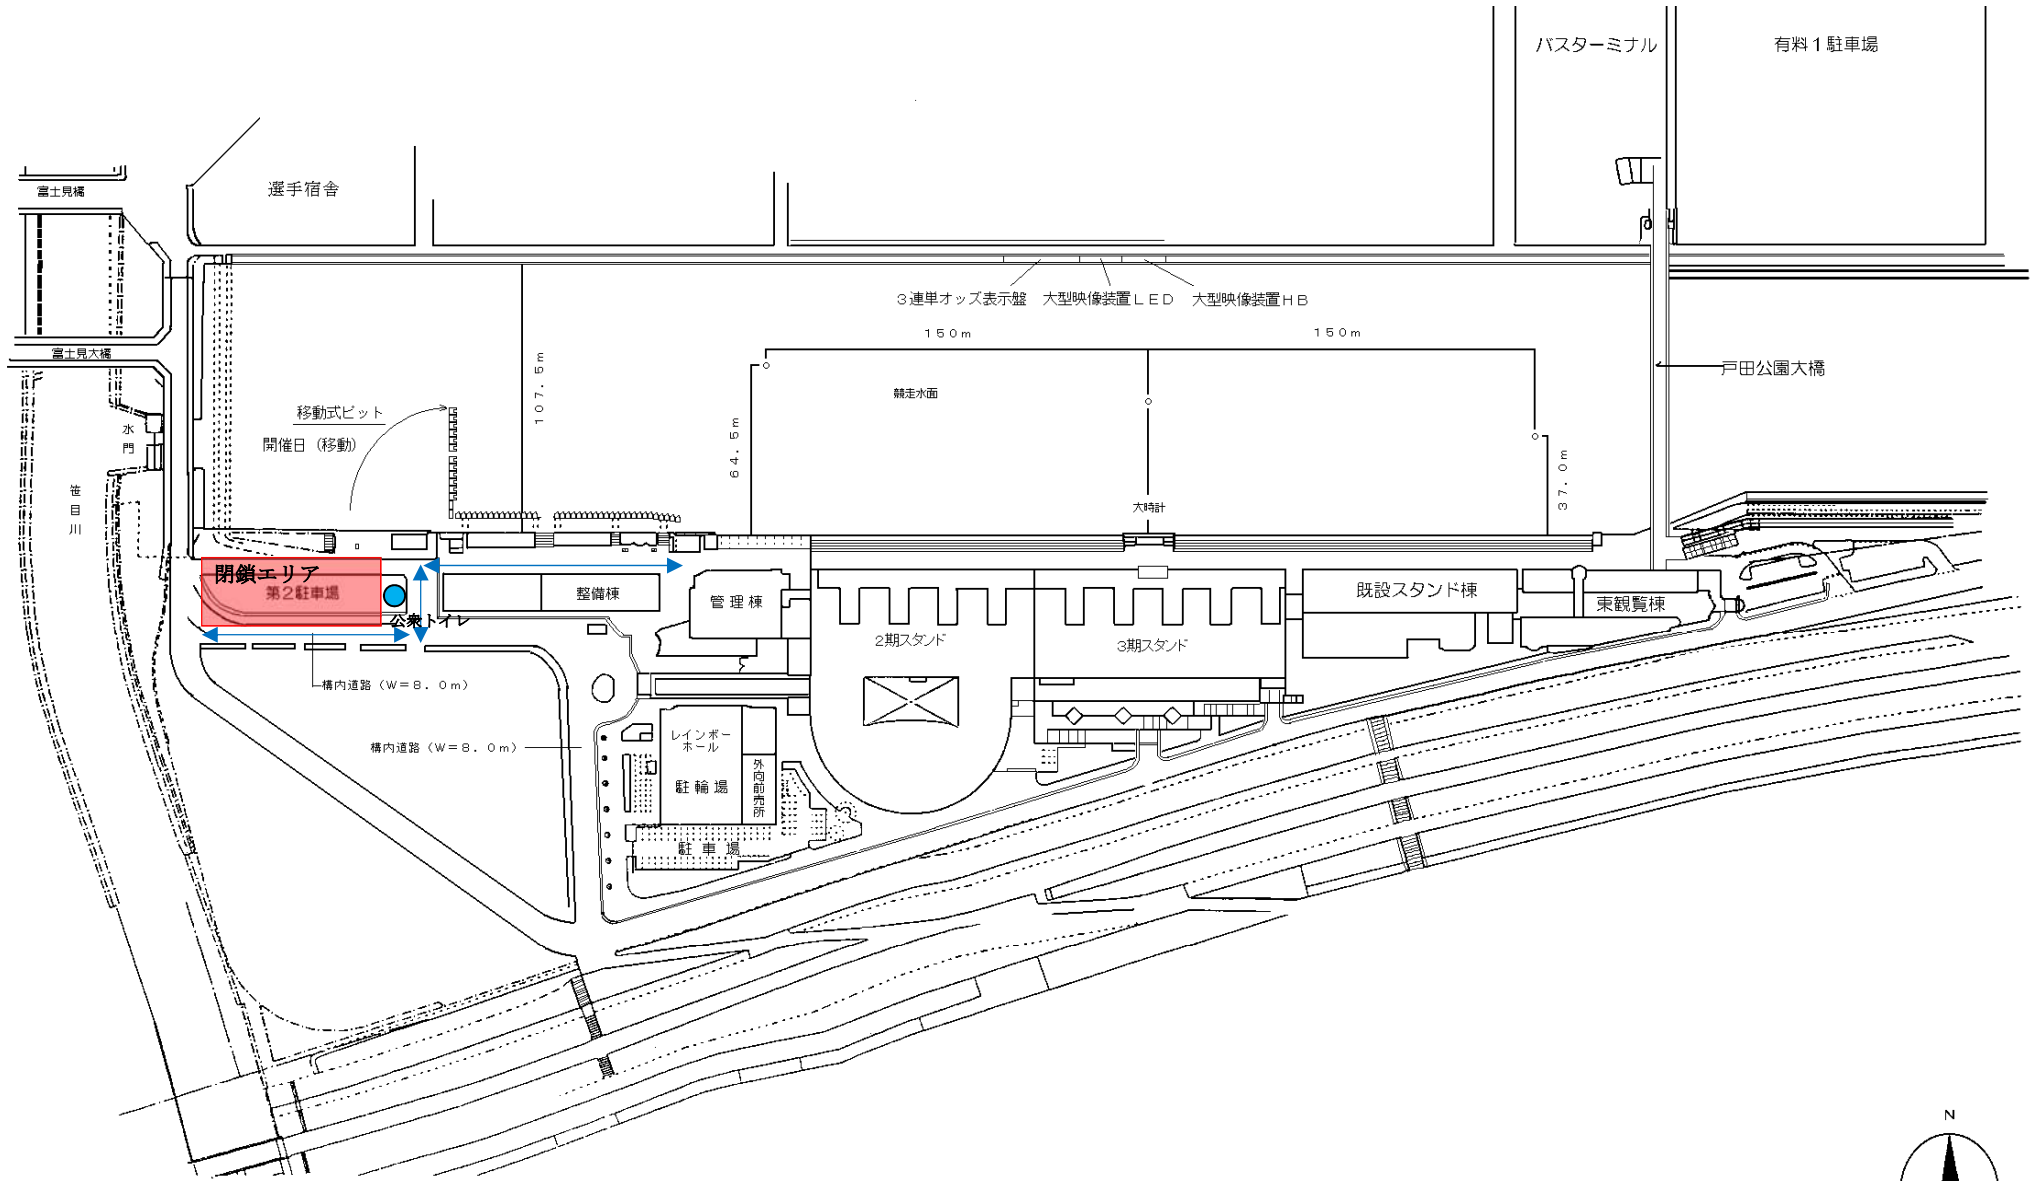 バスターミナル
有料1駐車場
富士見橋
選手宿舎
3連単オッズ表示盤
大型映像装置LED
大型映像装置HB
150m
150m
富士見大橋
107.5m
競走水面
戸田公園大橋
移動式ピット
開催日(移動)
水門
64.5m
37.0m
笹目川
大時計
閉鎖エリア
第2駐車場
公衆トイレ
整備棟
管理棟
2期スタンド
3期スタンド
既設スタンド棟
東観覧棟
構内道路(W=8.0m)
構内道路(W=8.0m)
レインボー
ホール
駐輪場
外向前売所
駐車場
N